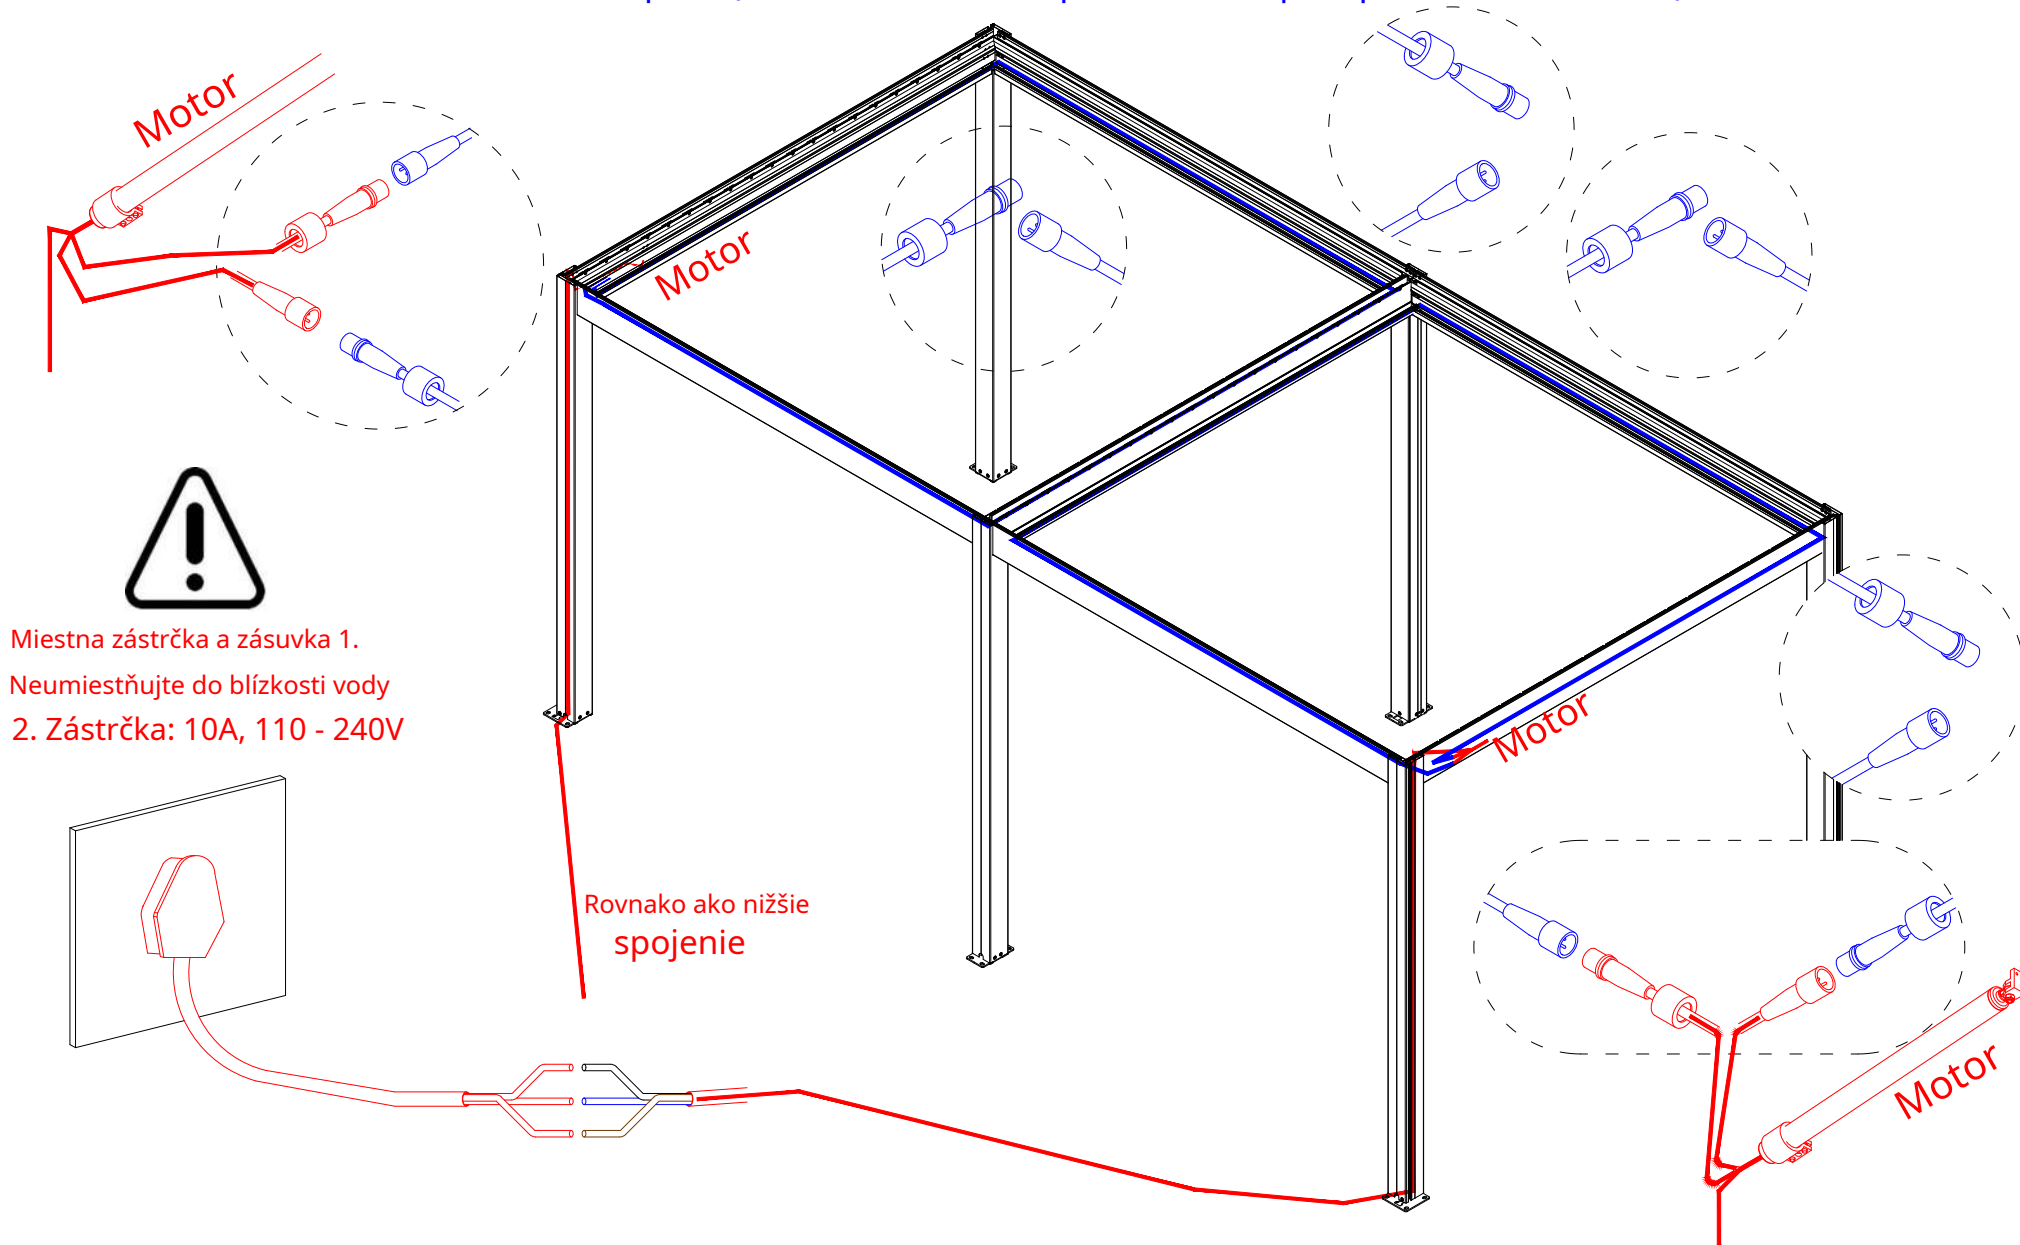 Motor
Motor
Miestna zástrčka a zásuvka 1.
Neumiestňujte do blízkosti vody
2. Zástrčka: 10A, 110 - 240V
Motor
Rovnako ako nižšie
spojenie
Motor